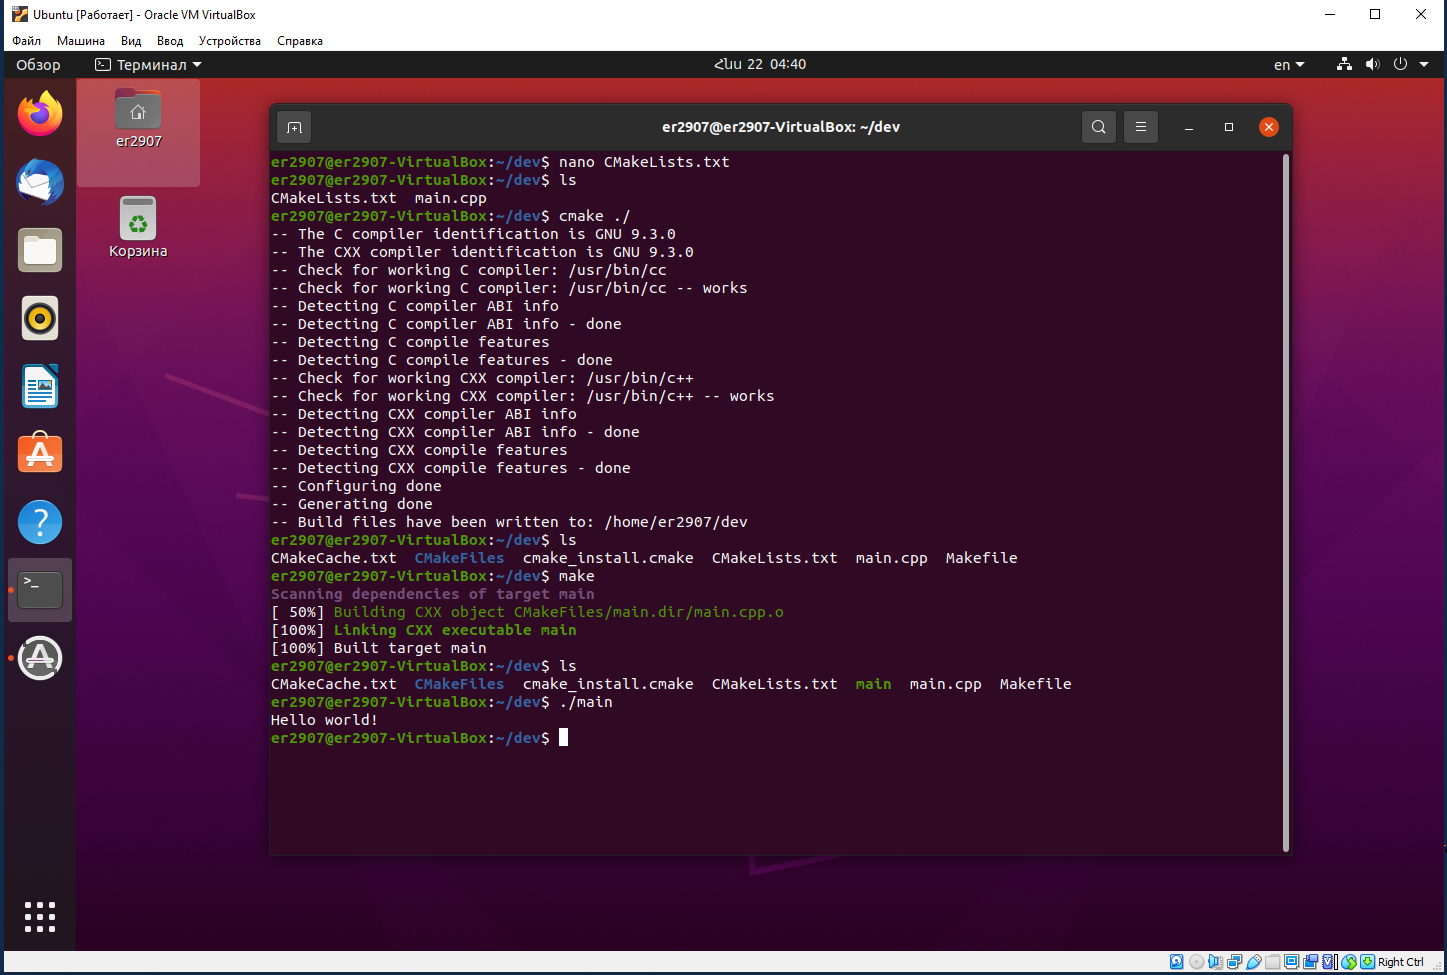 Ubuntu [Работает] - Oracle VM VirtualBox
Файл Машина Вид Ввод Устройства Справка
Обзор Терминал Հնս 22 04:40 en
er2907
Корзина
er2907@er2907-VirtualBox: ~/dev
er2907@er2907-VirtualBox:~/dev$ nano CMakeLists.txt
er2907@er2907-VirtualBox:~/dev$ ls
CMakeLists.txt main.cpp
er2907@er2907-VirtualBox:~/dev$ cmake ./
-- The C compiler identification is GNU 9.3.0
-- The CXX compiler identification is GNU 9.3.0
-- Check for working C compiler: /usr/bin/cc
-- Check for working C compiler: /usr/bin/cc -- works
-- Detecting C compiler ABI info
-- Detecting C compiler ABI info - done
-- Detecting C compile features
-- Detecting C compile features - done
-- Check for working CXX compiler: /usr/bin/c++
-- Check for working CXX compiler: /usr/bin/c++ -- works
-- Detecting CXX compiler ABI info
-- Detecting CXX compiler ABI info - done
-- Detecting CXX compile features
-- Detecting CXX compile features - done
-- Configuring done
-- Generating done
-- Build files have been written to: /home/er2907/dev
er2907@er2907-VirtualBox:~/dev$ ls
CMakeCache.txt CMakeFiles cmake_install.cmake CMakeLists.txt main.cpp Makefile
er2907@er2907-VirtualBox:~/dev$ make
Scanning dependencies of target main
[ 50%] Building CXX object CMakeFiles/main.dir/main.cpp.o
[100%] Linking CXX executable main
[100%] Built target main
er2907@er2907-VirtualBox:~/dev$ ls
CMakeCache.txt CMakeFiles cmake_install.cmake CMakeLists.txt main main.cpp Makefile
er2907@er2907-VirtualBox:~/dev$ ./main
Hello world!
er2907@er2907-VirtualBox:~/dev$
Right Ctrl